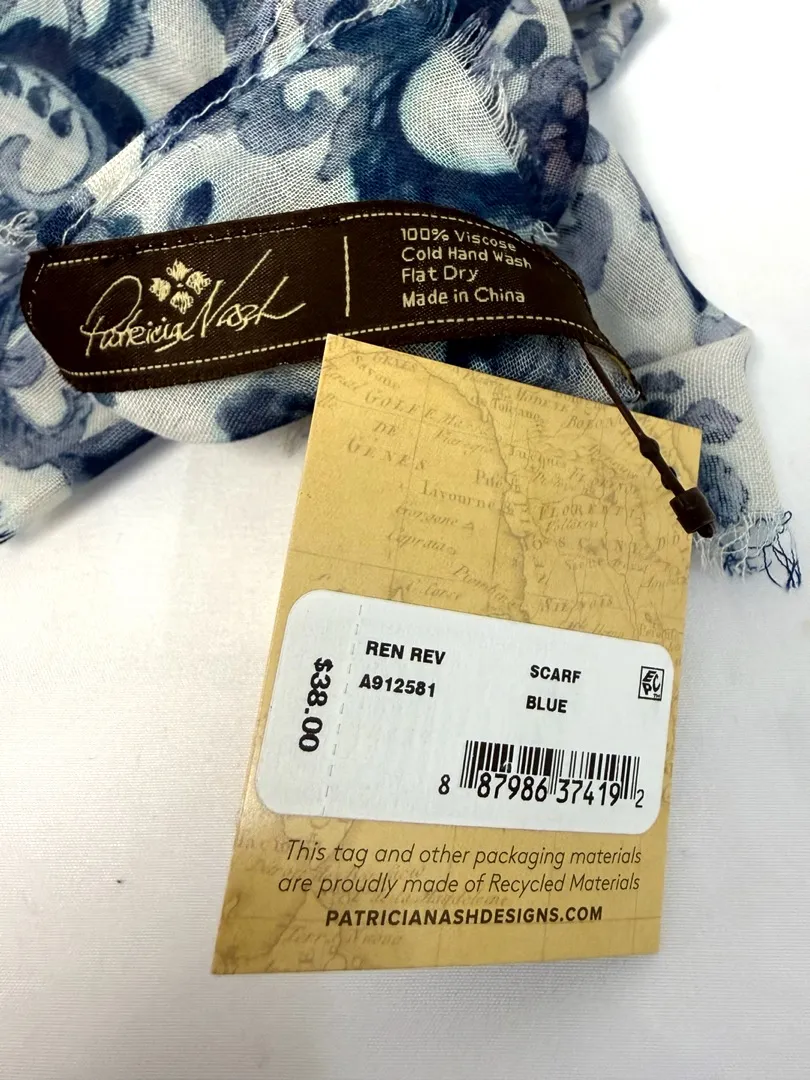 Patricia Nash
100% Viscose
Cold Hand Wash
Flat Dry
Made in China
GOLFE
DE
GENES
Livourne
Gorgone
Capraia
$38.00
REN REV
A912581
SCARF
BLUE
8 87986 37419 2
This tag and other packaging materials
are proudly made of Recycled Materials
PATRICIANASHDESIGNS.COM